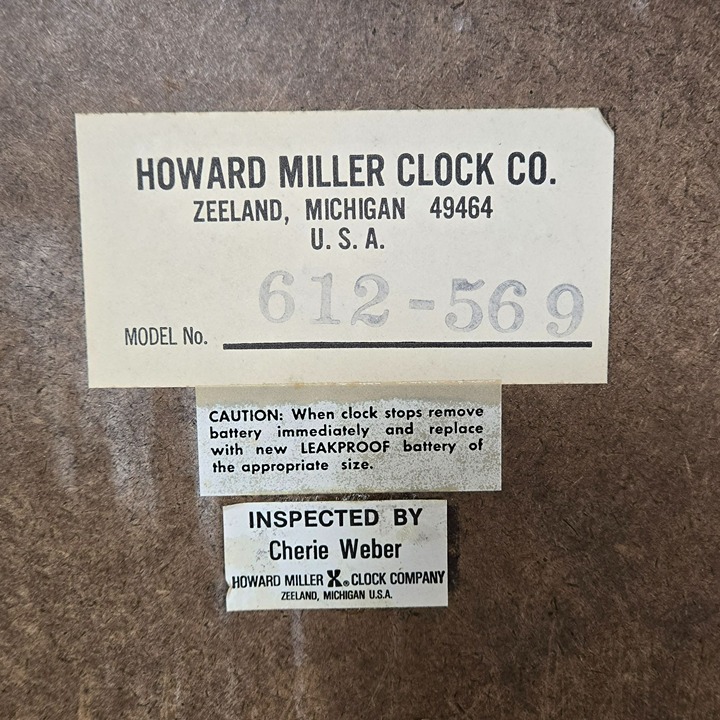 HOWARD MILLER CLOCK CO.
ZEELAND, MICHIGAN 49464
U. S. A.
612-569
MODEL No.
CAUTION: When clock stops remove
battery immediately and replace
with new LEAKPROOF battery of
the appropriate size.
INSPECTED BY
Cherie Weber
HOWARD MILLER X® CLOCK COMPANY
ZEELAND, MICHIGAN U.S.A.